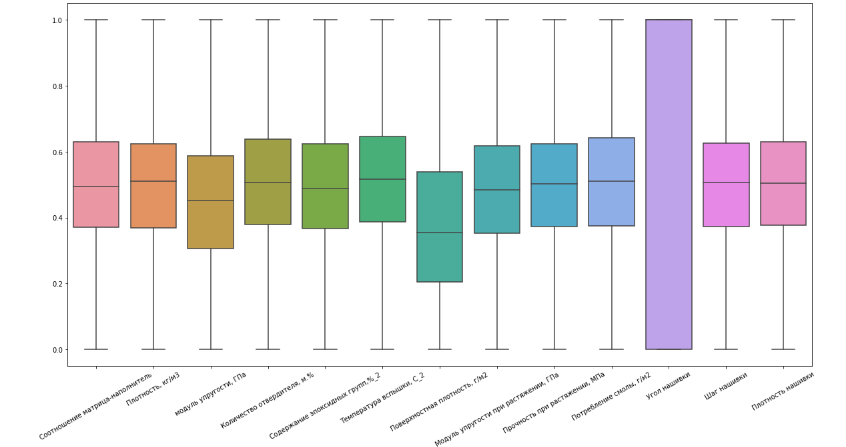 1.0
0.8
0.6
0.4
0.2
0.0
Соотношение матрица-наполнитель
Плотность, кг/м3
модуль упругости, ГПа
Количество отвердителя, м.%
Содержание эпоксидных групп,%_2
Температура вспышки, С_2
Поверхностная плотность, г/м2
Модуль упругости при растяжении, ГПа
Прочность при растяжении, МПа
Потребление смолы, г/м2
Угол нашивки
Шаг нашивки
Плотность нашивки